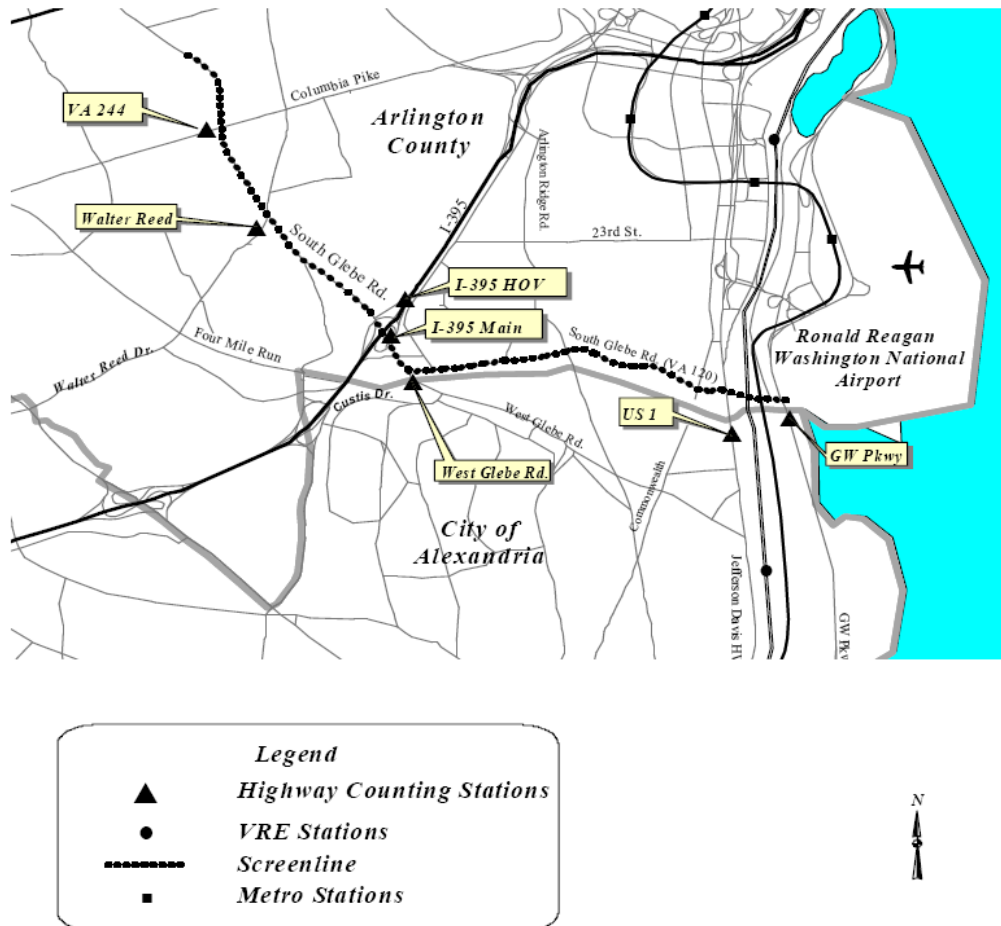 Columbia Pike
VA 244
Arlington
County
Arlington
Ridge Rd.
Walter Reed
I-395
23rd St.
South Glebe Rd.
I-395 HOV
I-395 Main
Four Mile Run
South Glebe Rd. (VA 120)
Ronald Reagan
Washington National
Airport
Walter Reed Dr.
Custis Dr.
West Glebe Rd.
US 1
GW Pkwy
West Glebe Rd.
Commonwealth
City of
Alexandria
Jefferson Davis HW
GW Pkw
Legend
Highway Counting Stations
VRE Stations
Screenline
Metro Stations
N